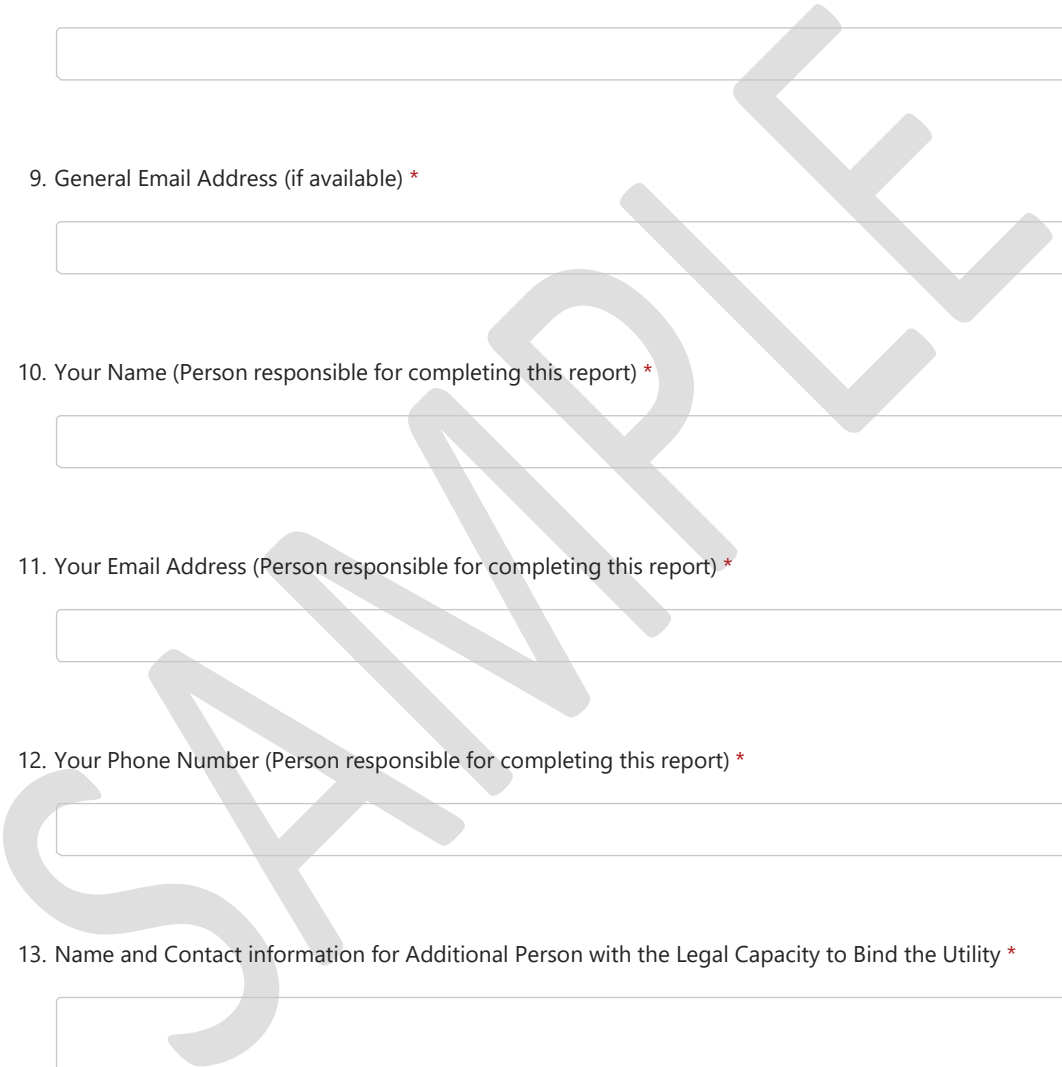 9. General Email Address (if available) *
10. Your Name (Person responsible for completing this report) *
11. Your Email Address (Person responsible for completing this report) *
12. Your Phone Number (Person responsible for completing this report) *
13. Name and Contact information for Additional Person with the Legal Capacity to Bind the Utility *
SAMPLE